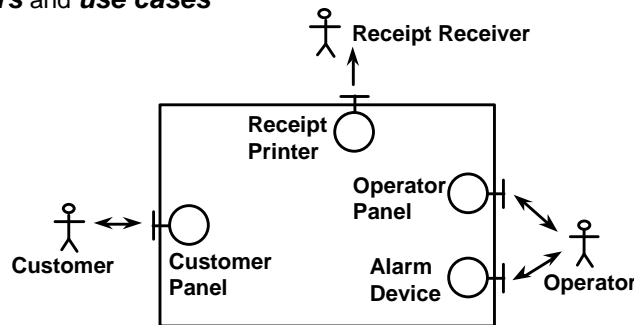 and use cases
Receipt Receiver
Receipt
Printer
Operator
Panel
Customer
Customer
Panel
Alarm
Device
Operator